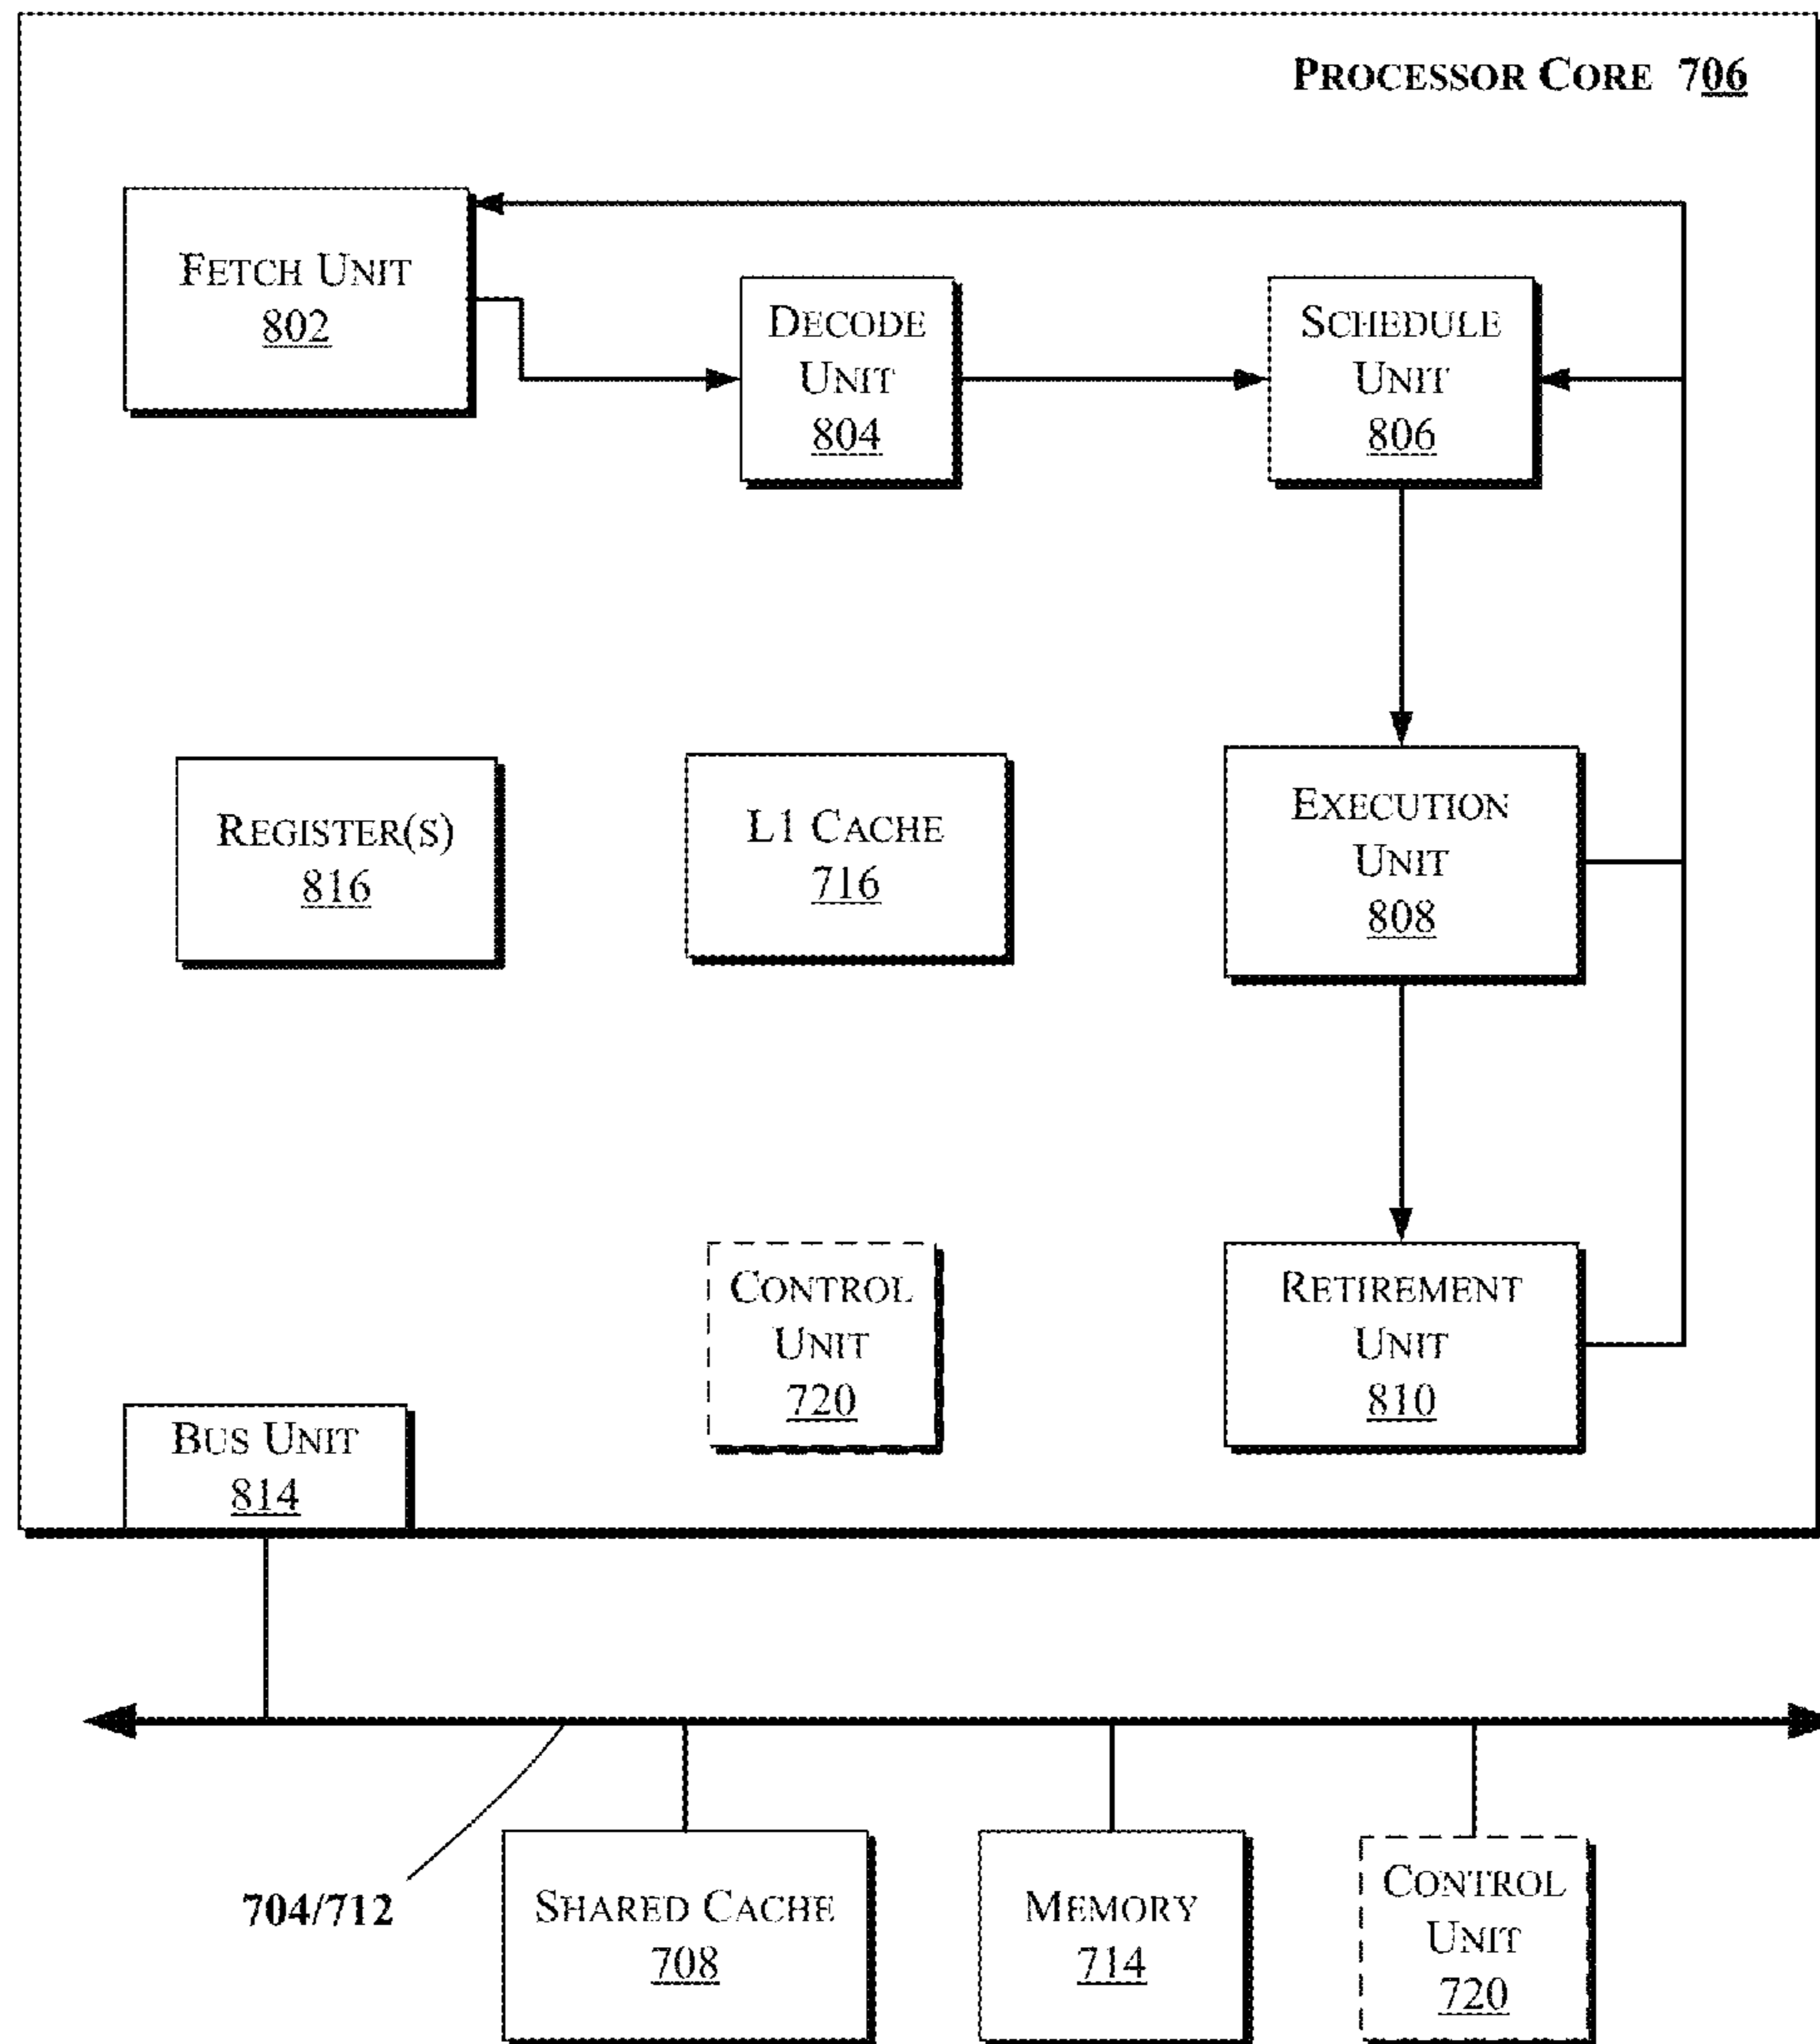 PROCESSOR CORE 706
FETCH UNIT
802
DECODE
UNIT
804
SCHEDULE
UNIT
806
REGISTER(S)
816
L1 CACHE
716
EXECUTION
UNIT
808
CONTROL
UNIT
720
RETIREMENT
UNIT
810
BUS UNIT
814
704/712
SHARED CACHE
708
MEMORY
714
CONTROL
UNIT
720